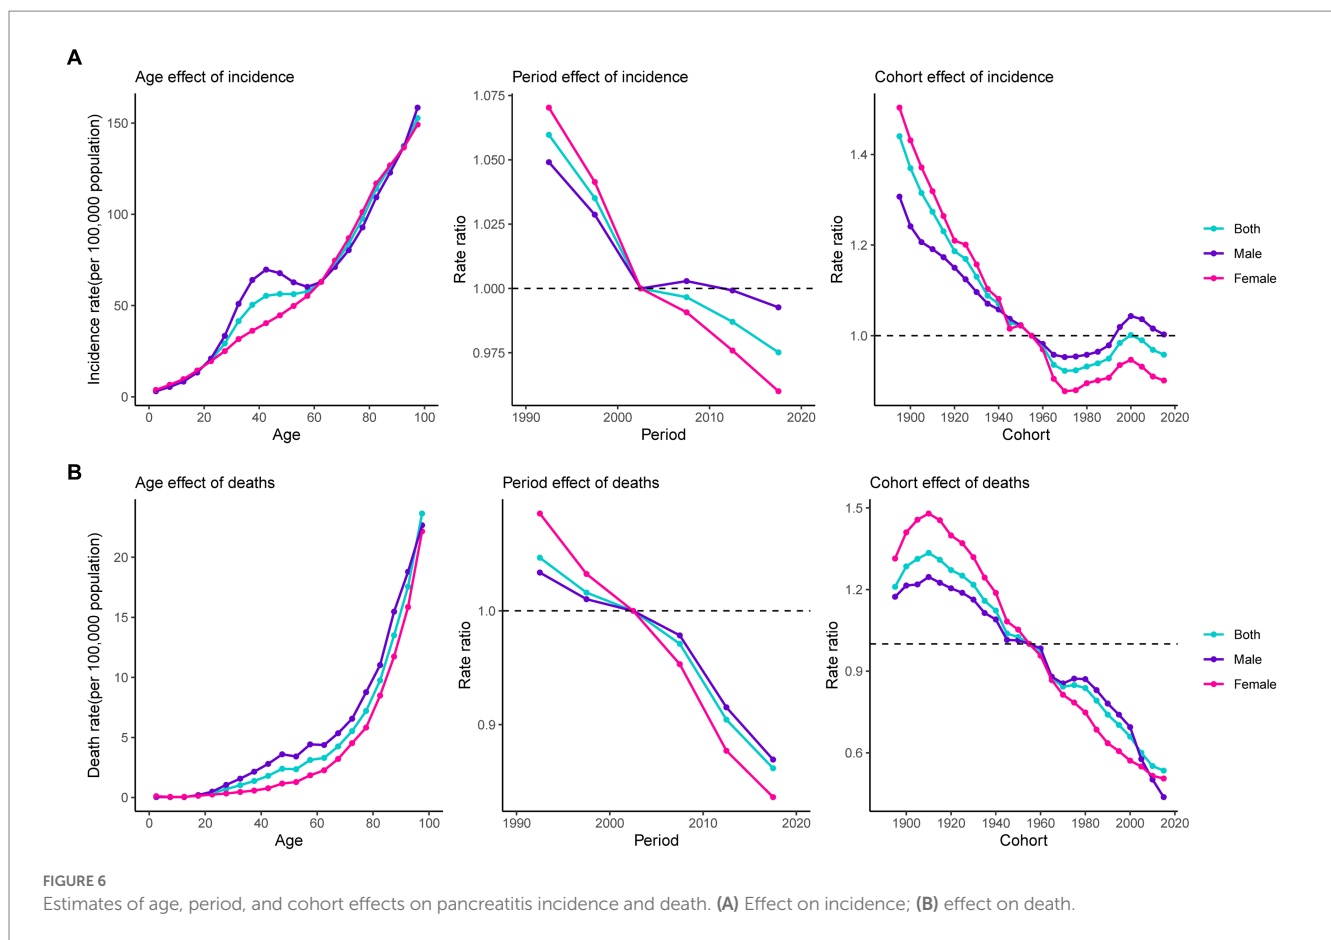 A
Age effect of incidence
Incidence rate(per 100,000 population)
150
100
50
0
0 20 40 60 80 100
Age
Period effect of incidence
Rate ratio
1.075
1.050
1.025
1.000
0.975
1990 2000 2010 2020
Period
Cohort effect of incidence
Rate ratio
1.4
1.2
1.0
1900 1920 1940 1960 1980 2000 2020
Cohort
Both
Male
Female
B
Age effect of deaths
Death rate(per 100,000 population)
20
15
10
5
0
0 20 40 60 80 100
Age
Period effect of deaths
Rate ratio
1.0
0.9
1990 2000 2010 2020
Period
Cohort effect of deaths
Rate ratio
1.5
1.2
0.9
0.6
1900 1920 1940 1960 1980 2000 2020
Cohort
Both
Male
Female
FIGURE 6
Estimates of age, period, and cohort effects on pancreatitis incidence and death. (A) Effect on incidence; (B) effect on death.